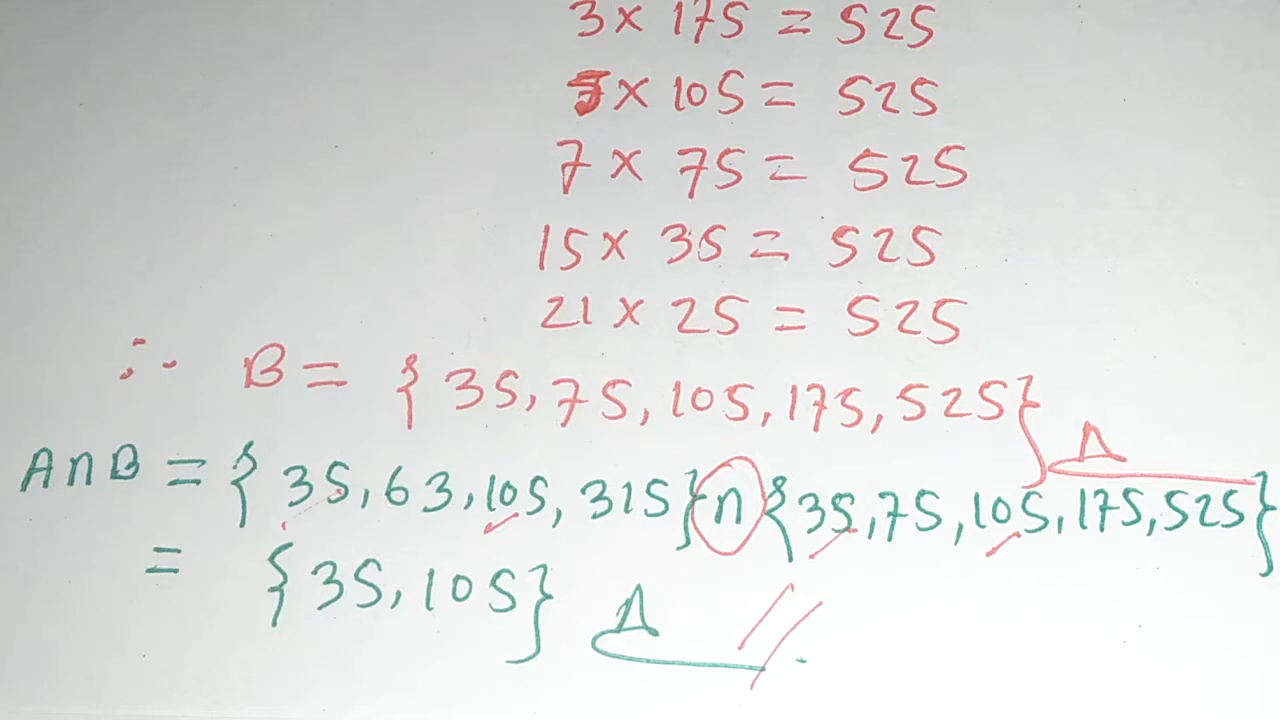 3 × 175 = 525
5 × 105 = 525
7 × 75 = 525
15 × 35 = 525
21 × 25 = 525
∴ B = {35, 75, 105, 175, 525} A
A∩B = {35, 63, 105, 315} ∩ {35, 75, 105, 175, 525}
= {35, 105} A